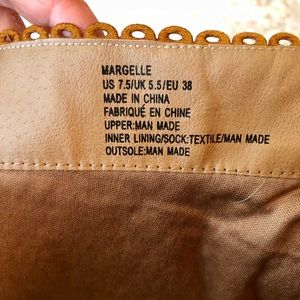 MARGELLE
US 7.5/UK 5.5/EU 38
MADE IN CHINA
FABRIQUÉ EN CHINE
UPPER:MAN MADE
INNER LINING/SOCK:TEXTILE/MAN MADE
OUTSOLE:MAN MADE